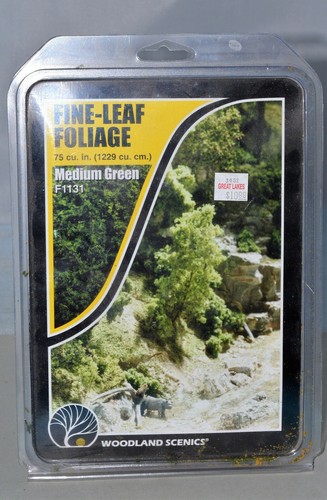 FINE-LEAF
FOLIAGE
75 cu. in. (1229 cu. cm.)
Medium Green
F1131
GREAT LAKES
WOODLAND SCENICS®